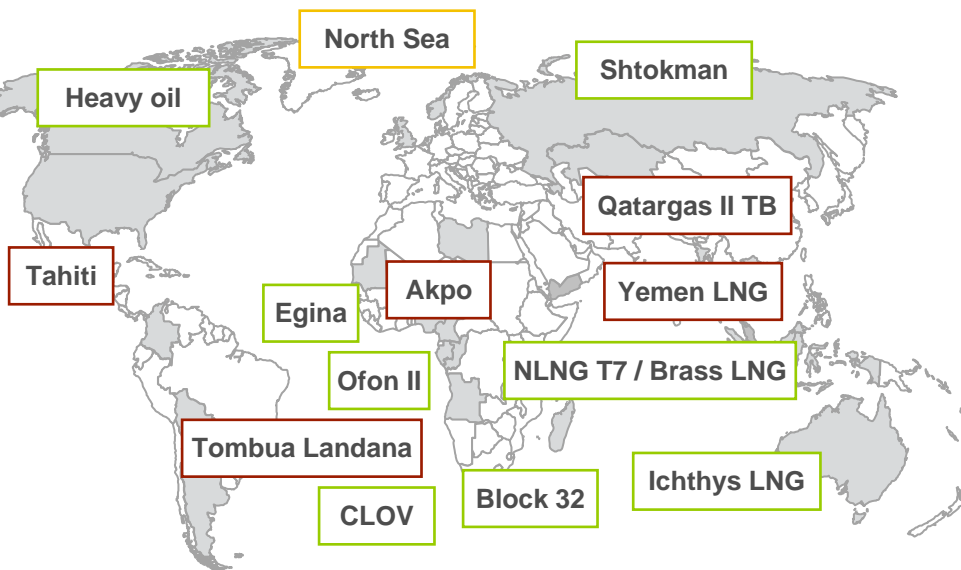 North Sea
Shtokman
Heavy oil
Qatargas II TB
Tahiti
Akpo
Yemen LNG
Egina
Ofon II
NLNG T7 / Brass LNG
Tombua Landana
Ichthys LNG
Block 32
CLOV